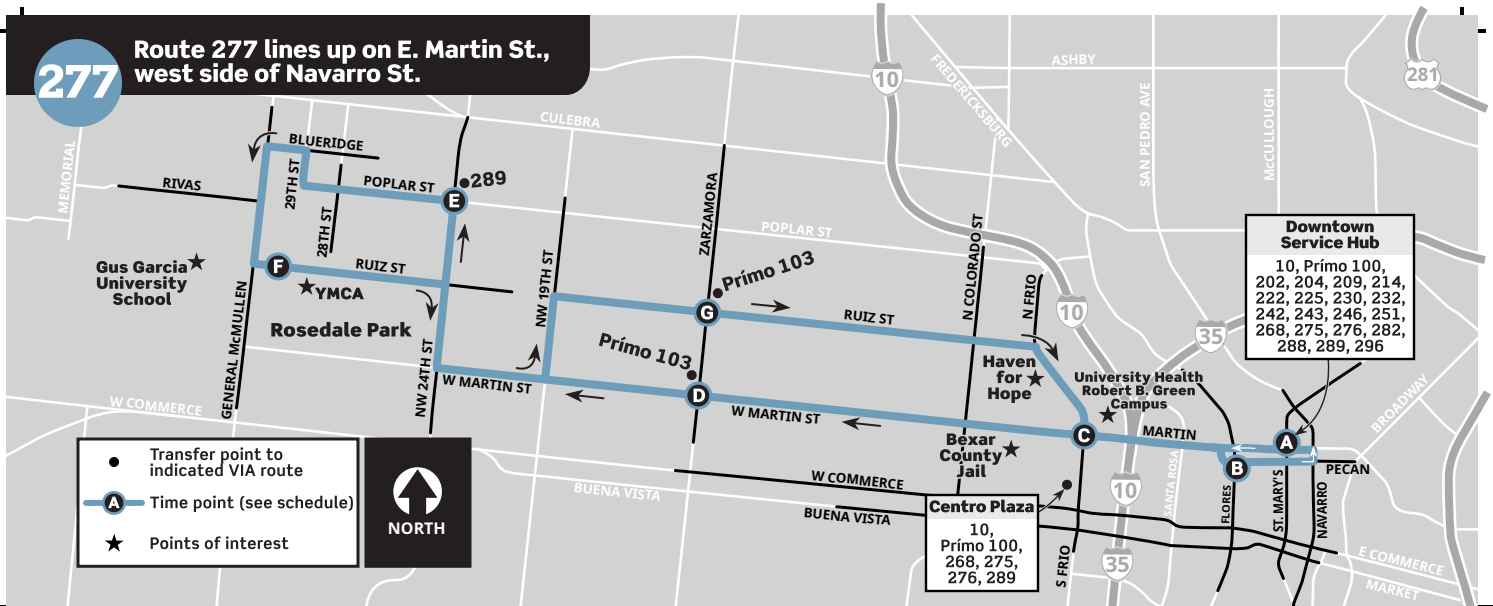 277
Route 277 lines up on E. Martin St.,
west side of Navarro St.
10
281
ASHBY
FREDERICKSBURG
SAN PEDRO AVE
McCULLOUGH
CULEBRA
MEMORIAL
BLUERIDGE
RIVAS
29TH ST
28TH ST
POPLAR ST
E
289
ZARZAMORA
POPLAR ST
N COLORADO ST
N FRIO
Downtown
Service Hub
10, Prímo 100,
202, 204, 209, 214,
222, 225, 230, 232,
242, 243, 246, 251,
268, 275, 276, 282,
288, 289, 296
Gus Garcia
University
School
F
RUIZ ST
YMCA
Rosedale Park
GENERAL McMULLEN
NW 24TH ST
NW 19TH ST
Prímo 103
G
RUIZ ST
10
35
Prímo 103
D
W MARTIN ST
W MARTIN ST
Haven
for
Hope
University Health
Robert B. Green
Campus
BROADWAY
C
MARTIN
A
B
PECAN
Bexar
County
Jail
W COMMERCE
W COMMERCE
BUENA VISTA
BUENA VISTA
Centro Plaza
10,
Prímo 100,
268, 275,
276, 289
S FRIO
10
35
SANTA ROSA
FLORES
ST. MARY'S
NAVARRO
E COMMERCE
MARKET
Transfer point to
indicated VIA route
A
Time point (see schedule)
Points of interest
NORTH